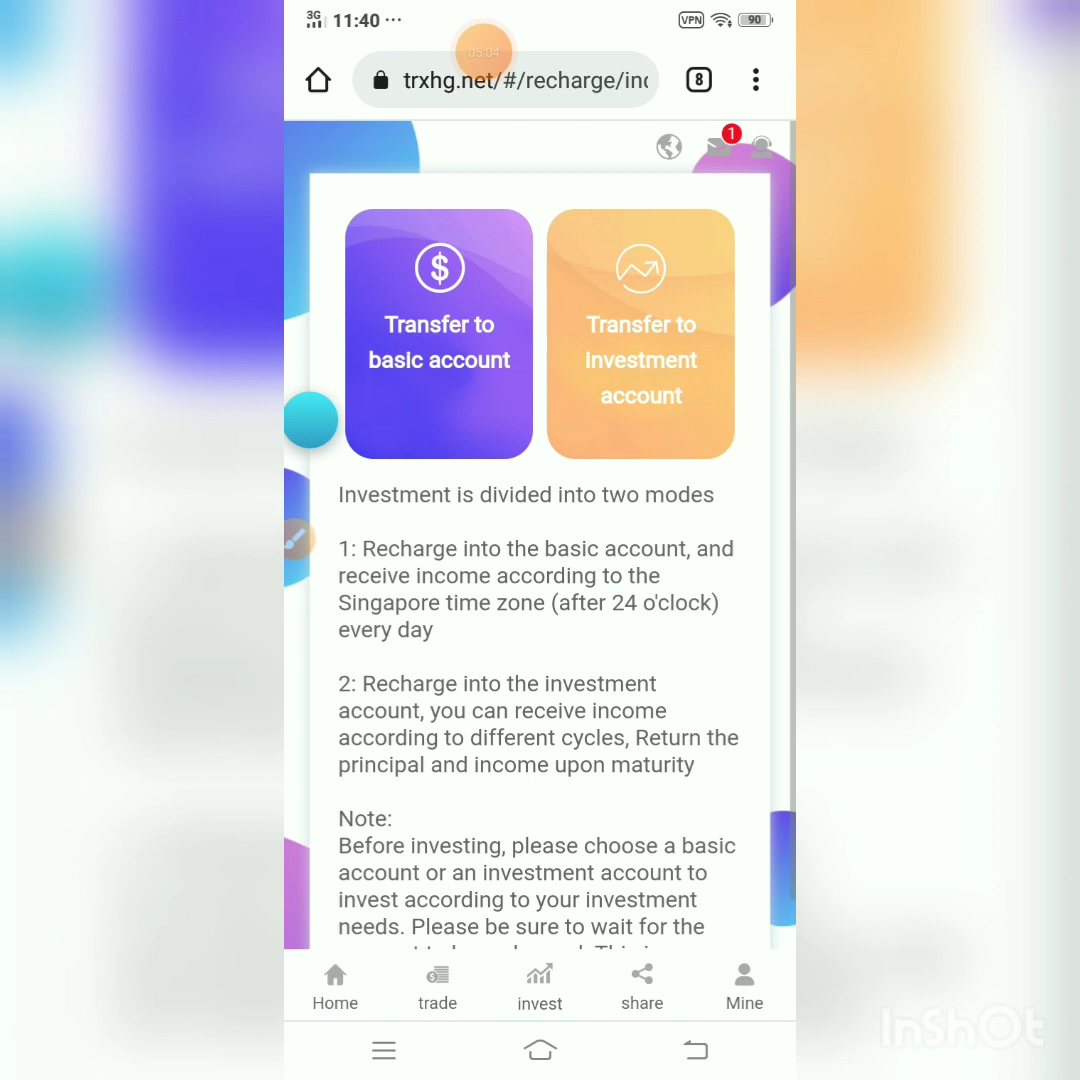 3G 11:40 ... VPN 90
05:04
trxhg.net/#/recharge/in
8
1
Transfer to
basic account
Transfer to
Investment
account
Investment is divided into two modes
1: Recharge into the basic account, and
receive income according to the
Singapore time zone (after 24 o'clock)
every day
2: Recharge into the investment
account, you can receive income
according to different cycles, Return the
principal and income upon maturity
Note:
Before investing, please choose a basic
account or an investment account to
invest according to your investment
needs. Please be sure to wait for the
Home
trade
invest
share
Mine
InShOt